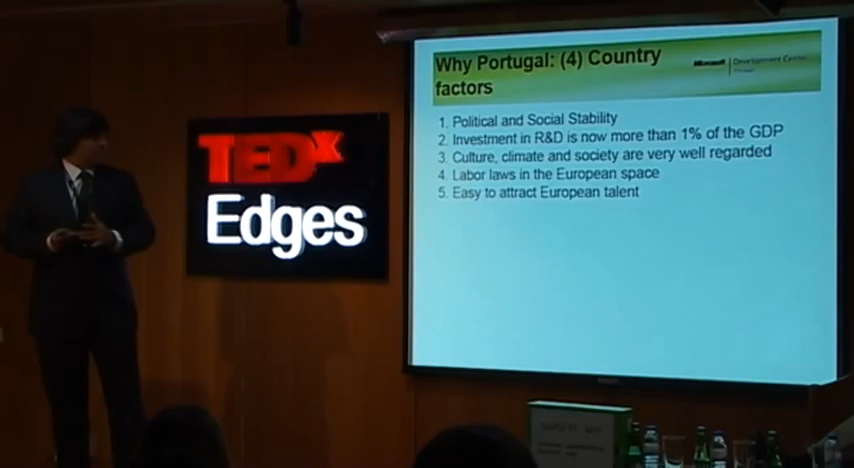 Why Portugal: (4) Country
factors
Microsoft | Development Center
1. Political and Social Stability
2. Investment in R&D is now more than 1% of the GDP
3. Culture, climate and society are very well regarded
4. Labor laws in the European space
5. Easy to attract European talent
TEDx
Edges